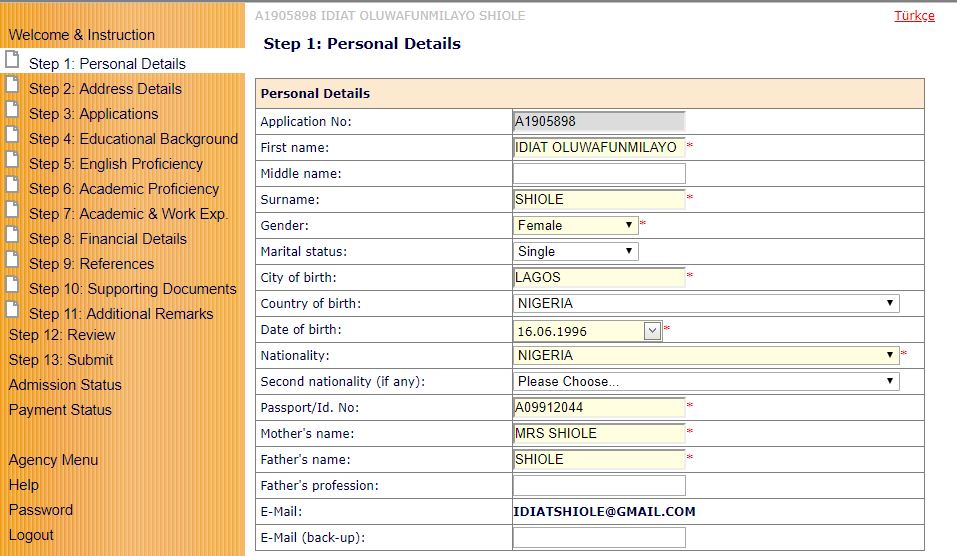 A1905898 IDIAT OLUWAFUNMILAYO SHIOLE
Türkçe
Welcome & Instruction
Step 1: Personal Details
Step 2: Address Details
Step 3: Applications
Step 4: Educational Background
Step 5: English Proficiency
Step 6: Academic Proficiency
Step 7: Academic & Work Exp.
Step 8: Financial Details
Step 9: References
Step 10: Supporting Documents
Step 11: Additional Remarks
Step 12: Review
Step 13: Submit
Admission Status
Payment Status
Agency Menu
Help
Password
Logout
Step 1: Personal Details
Personal Details
Application No: A1905898
First name: IDIAT OLUWAFUNMILAYO *
Middle name:
Surname: SHIOLE *
Gender: Female *
Marital status: Single
City of birth: LAGOS *
Country of birth: NIGERIA
Date of birth: 16.06.1996 *
Nationality: NIGERIA *
Second nationality (if any): Please Choose...
Passport/Id. No: A09912044 *
Mother's name: MRS SHIOLE *
Father's name: SHIOLE *
Father's profession:
E-Mail: IDIATSHIOLE@GMAIL.COM
E-Mail (back-up):